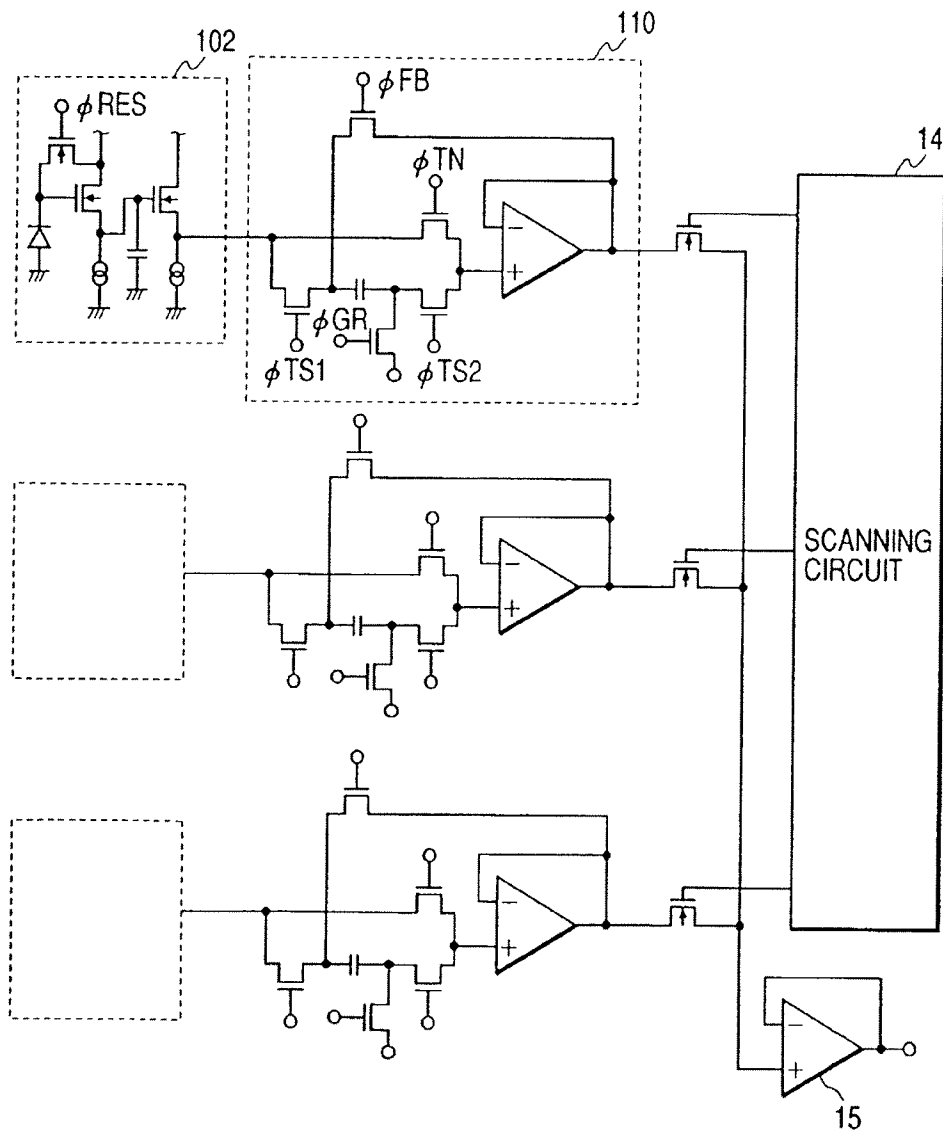 102
110
φRES
φFB
φTN
14
−
+
φGR
φTS1
φTS2
−
+
SCANNING
CIRCUIT
−
+
−
+
15